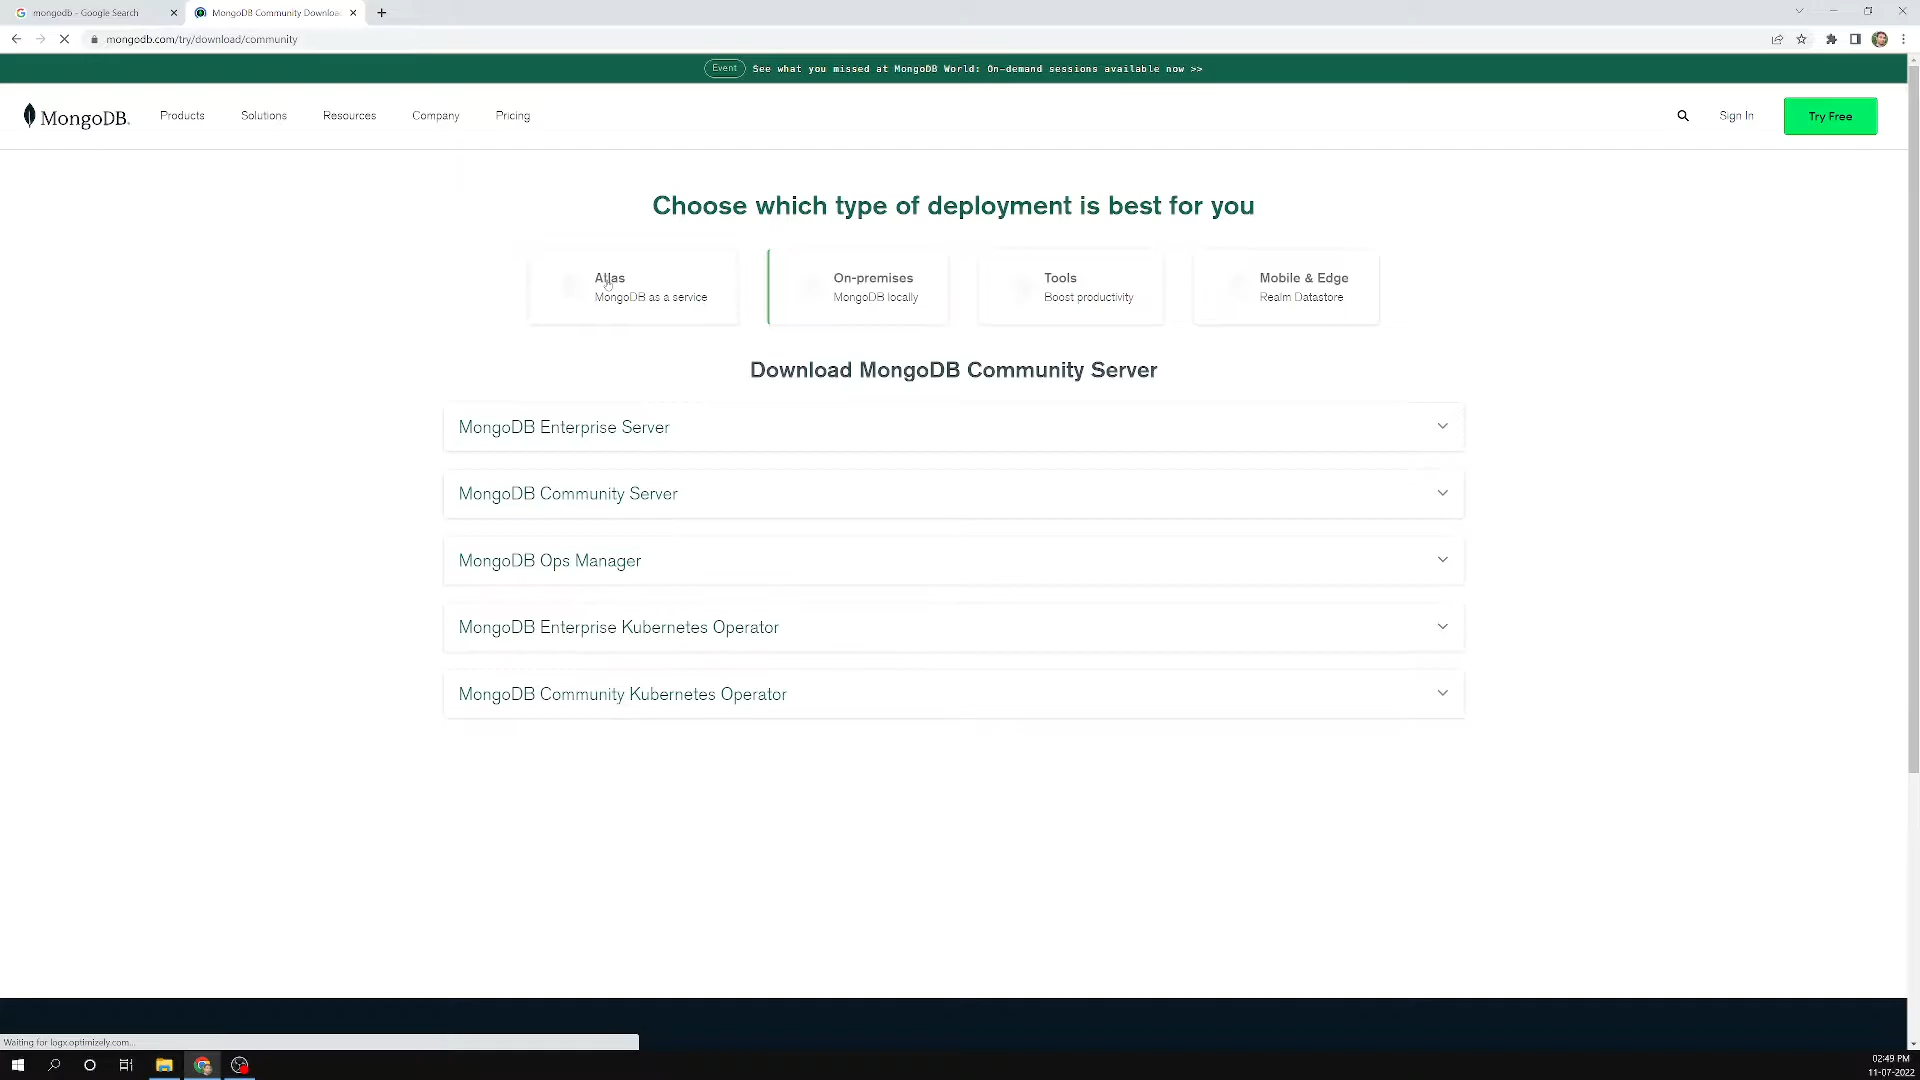 mongodb - Google Search
MongoDB Community Downloa
mongodb.com/try/download/community
Event See what you missed at MongoDB World: On-demand sessions available now >>
MongoDB. Products Solutions Resources Company Pricing Sign In Try Free
Choose which type of deployment is best for you
Atlas
MongoDB as a service
On-premises
MongoDB locally
Tools
Boost productivity
Mobile & Edge
Realm Datastore
Download MongoDB Community Server
MongoDB Enterprise Server
MongoDB Community Server
MongoDB Ops Manager
MongoDB Enterprise Kubernetes Operator
MongoDB Community Kubernetes Operator
Waiting for logx.optimizely.com...
02:49 PM
11-07-2022